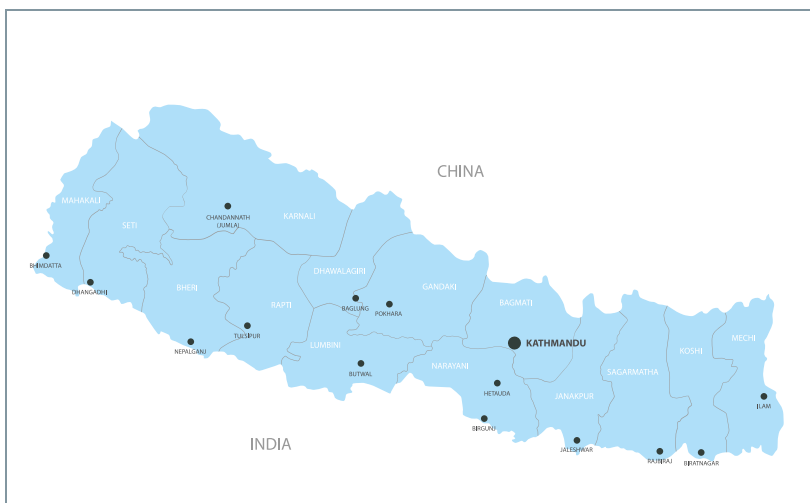 CHINA
MAHAKALI
SETI
CHANDANNATH
(JUMLA)
KARNALI
BHIMDATTA
DHANGADHI
BHERI
DHAWALAGIRI
GANDAKI
RAPTI
BAGLUNG
POKHARA
BAGMATI
TULSIPUR
NEPALGANJ
LUMBINI
BUTWAL
NARAYANI
KATHMANDU
HETAUDA
BIRGUNJ
JANAKPUR
SAGARMATHA
KOSHI
MECHI
ILAM
JALESHWAR
RAJBIRAJ
BIRATNAGAR
INDIA